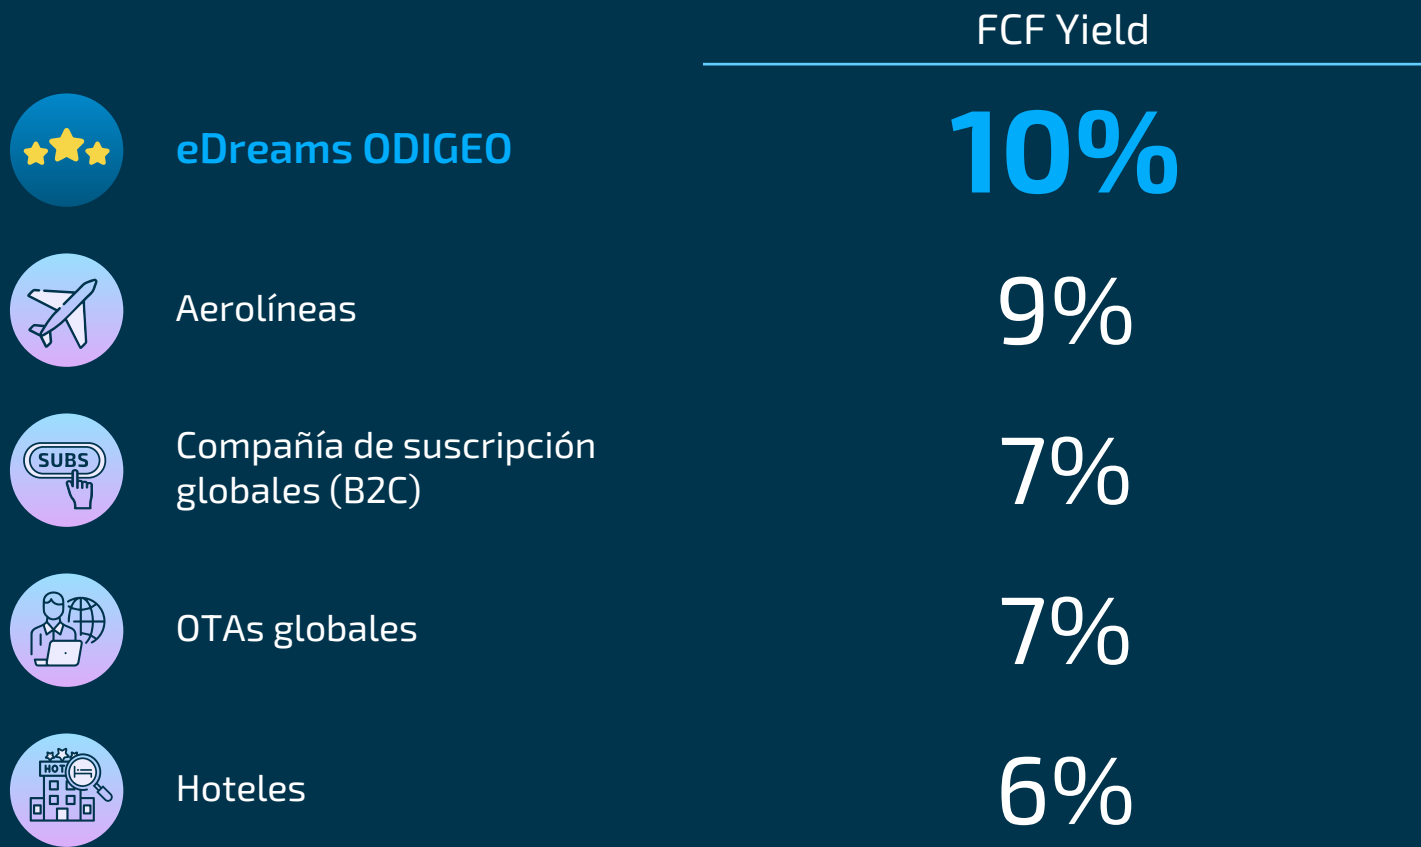 FCF Yield
eDreams ODIGEO
10%
Aerolíneas
9%
SUBS
Compañía de suscripción
globales (B2C)
7%
OTAs globales
7%
HOT
Hoteles
6%